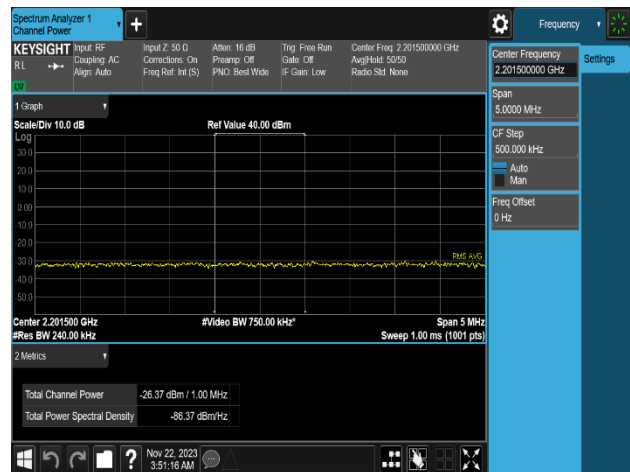 Spectrum Analyzer 1
Channel Power
Frequency
KEYSIGHT
RL
LW
Input: RF
Coupling: AC
Align: Auto
Input Z: 50 Ω
Corrections: On
Freq Ref: Int (S)
Atten: 16 dB
Preamp: Off
PNO: Best Wide
Trig: Free Run
Gate: Off
IF Gain: Low
Center Freq: 2.201500000 GHz
Avg|Hold: 50/50
Radio Std: None
Center Frequency
2.201500000 GHz
Settings
Span
5.0000 MHz
CF Step
500.000 kHz
Auto
Man
Freq Offset
0 Hz
1 Graph
Scale/Div 10.0 dB
Ref Value 40.00 dBm
Log
30.0
20.0
10.0
0.00
-10.0
-20.0
-30.0
-40.0
-50.0
RMS AVG
Center 2.201500 GHz
#Video BW 750.00 kHz*
Span 5 MHz
#Res BW 240.00 kHz
Sweep 1.00 ms (1001 pts)
2 Metrics
Total Channel Power -26.37 dBm / 1.00 MHz
Total Power Spectral Density -86.37 dBm/Hz
?
Nov 22, 2023
3:51:16 AM